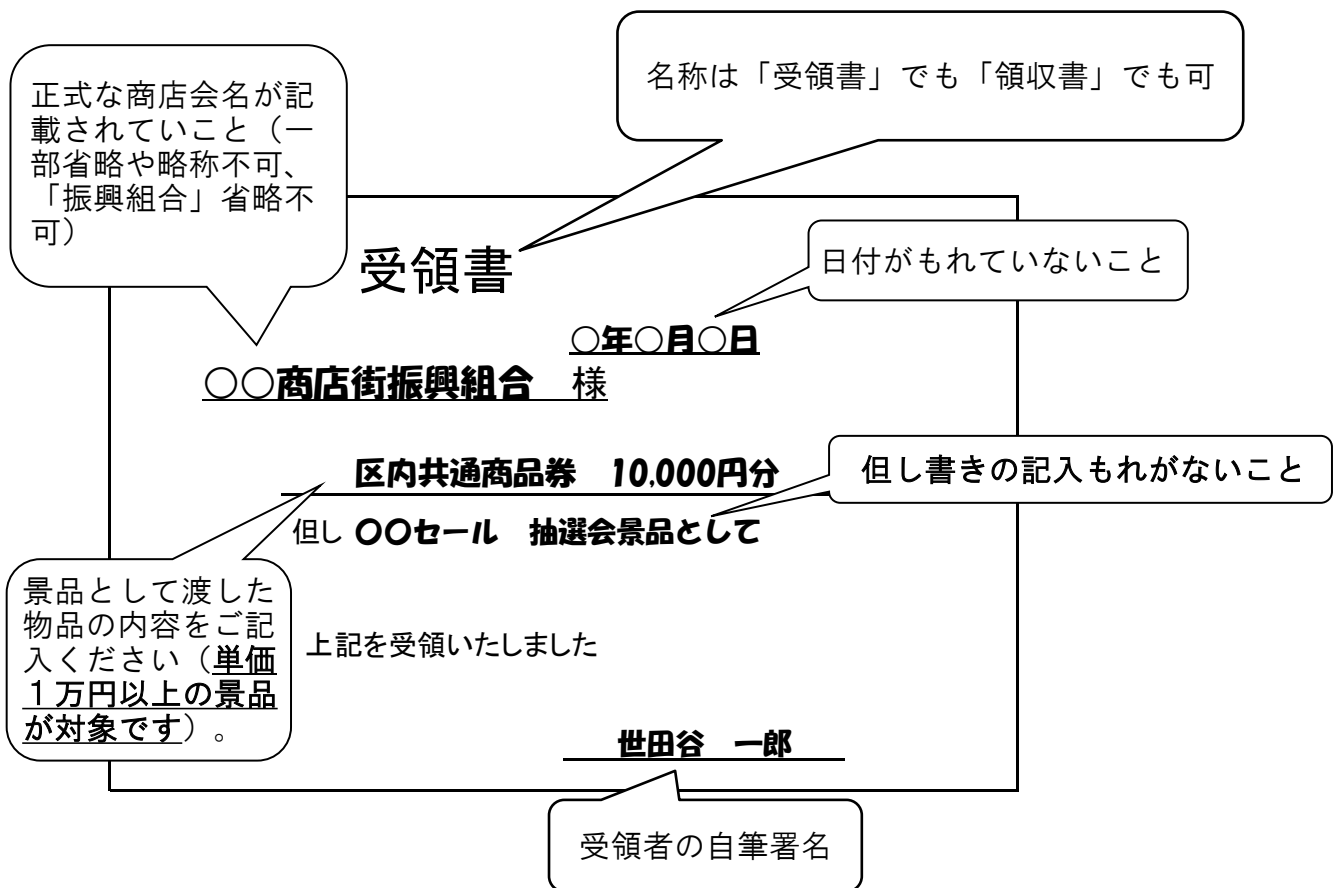 名称は「受領書」でも「領収書」でも可
正式な商店会名が記
載されていこと（一
部省略や略称不可、
「振興組合」省略不
可）
受領書
日付がもれていないこと
○年○月○日
○○商店街振興組合　様
区内共通商品券　10,000円分
但し書きの記入もれがないこと
但し ○○セール　抽選会景品として
景品として渡した
物品の内容をご記
入ください（単価
１万円以上の景品
が対象です）。
上記を受領いたしました
世田谷　一郎
受領者の自筆署名